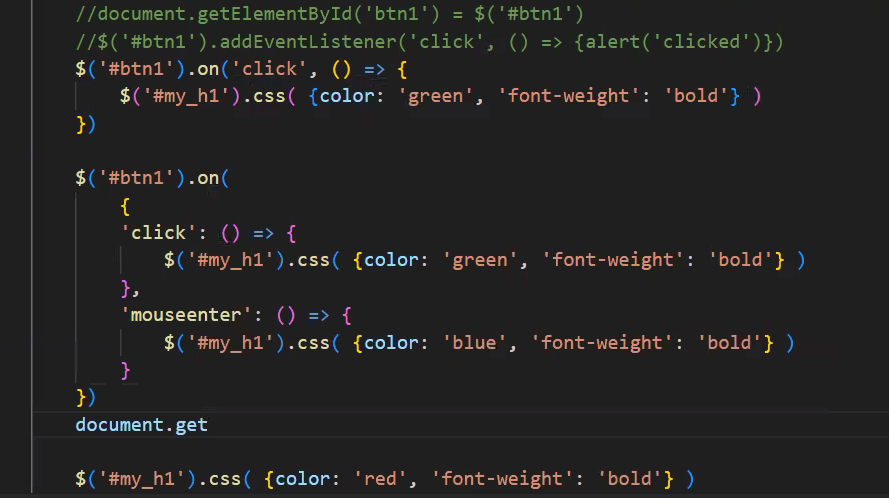 //document.getElementById('btn1') = $('#btn1')
//$('#btn1').addEventListener('click', () => {alert('clicked')})
$('#btn1').on('click', () => {
$('#my_h1').css( {color: 'green', 'font-weight': 'bold'} )
})
$('#btn1').on(
{
'click': () => {
$('#my_h1').css( {color: 'green', 'font-weight': 'bold'} )
},
'mouseenter': () => {
$('#my_h1').css( {color: 'blue', 'font-weight': 'bold'} )
}
})
document.get
$('#my_h1').css( {color: 'red', 'font-weight': 'bold'} )